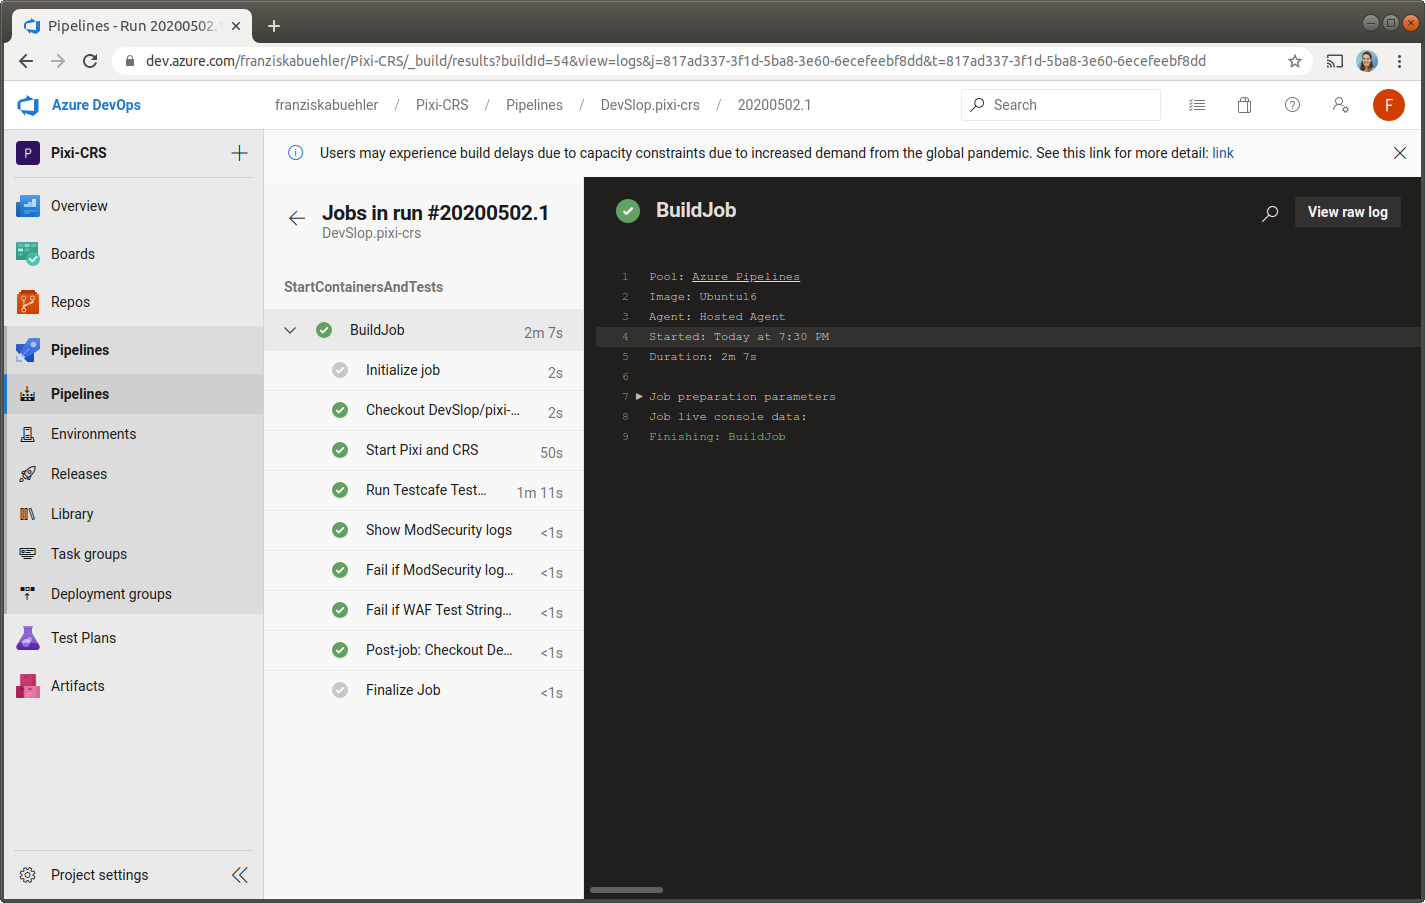 Pipelines - Run 20200502.
dev.azure.com/franziskabuehler/Pixi-CRS/_build/results?buildId=54&view=logs&j=817ad337-3f1d-5ba8-3e60-6ecefeebf8dd&t=817ad337-3f1d-5ba8-3e60-6ecefeebf8dd
Azure DevOps
franziskabuehler / Pixi-CRS / Pipelines / DevSlop.pixi-crs / 20200502.1
Search
F
P Pixi-CRS
Users may experience build delays due to capacity constraints due to increased demand from the global pandemic. See this link for more detail: link
Overview
Boards
Repos
Pipelines
Pipelines
Environments
Releases
Library
Task groups
Deployment groups
Test Plans
Artifacts
Project settings
Jobs in run #20200502.1
DevSlop.pixi-crs
StartContainersAndTests
BuildJob 2m 7s
Initialize job 2s
Checkout DevSlop/pixi-... 2s
Start Pixi and CRS 50s
Run Testcafe Test... 1m 11s
Show ModSecurity logs <1s
Fail if ModSecurity log... <1s
Fail if WAF Test String... <1s
Post-job: Checkout De... <1s
Finalize Job <1s
BuildJob
View raw log
1 Pool: Azure Pipelines
2 Image: Ubuntu16
3 Agent: Hosted Agent
4 Started: Today at 7:30 PM
5 Duration: 2m 7s
6
7 Job preparation parameters
8 Job live console data:
9 Finishing: BuildJob